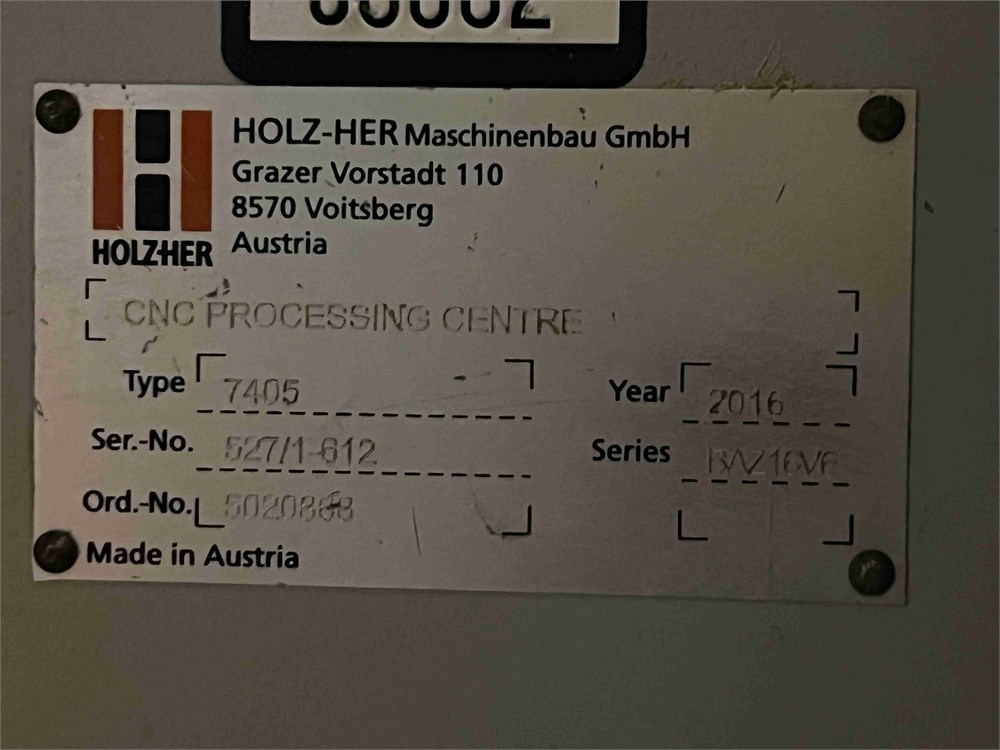 HOLZ-HER Maschinenbau GmbH
Grazer Vorstadt 110
8570 Voitsberg
Austria
HOLZHER
CNC PROCESSING CENTRE
Type 7405
Year 2016
Ser.-No. 527/1-612
Series
Ord.-No.
Made in Austria